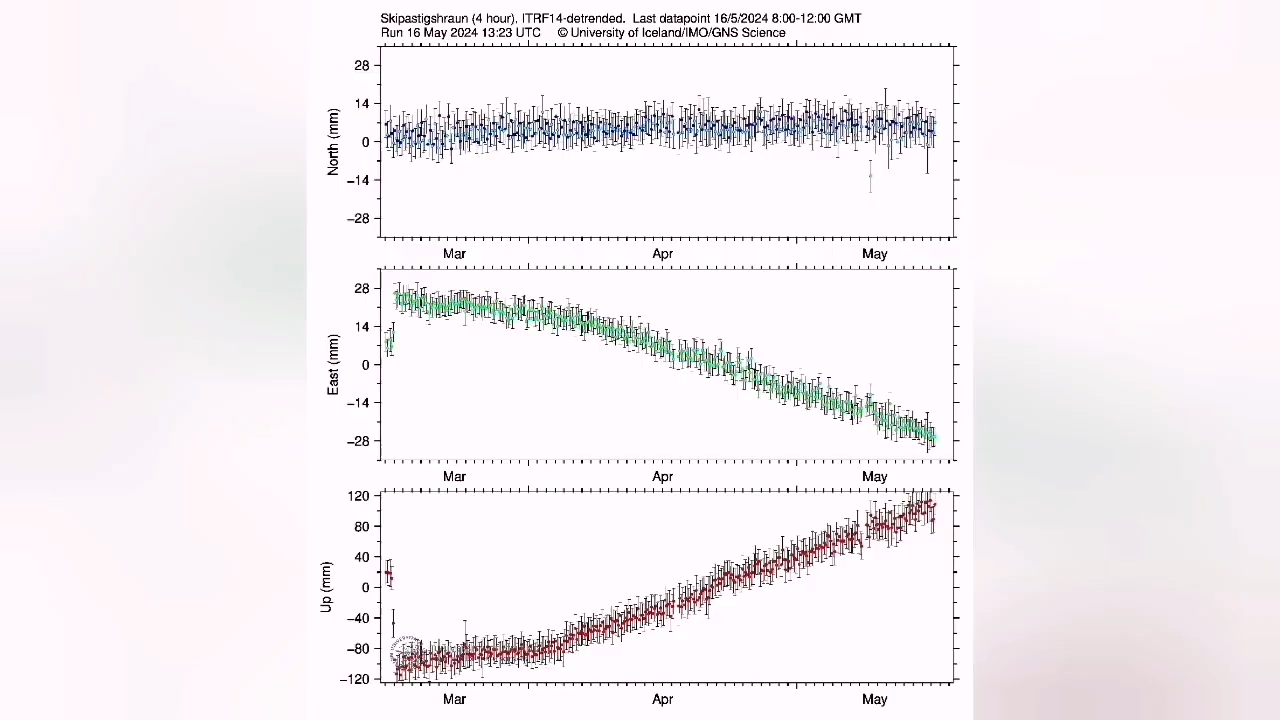 Skipastigshraun (4 hour), ITRF14-detrended. Last datapoint 16/5/2024 8:00-12:00 GMT
Run 16 May 2024 13:23 UTC © University of Iceland/IMO/GNS Science
28
14
0
−14
−28
North (mm)
Mar Apr May
28
14
0
−14
−28
East (mm)
Mar Apr May
120
80
40
0
−40
−80
−120
Up (mm)
Mar Apr May